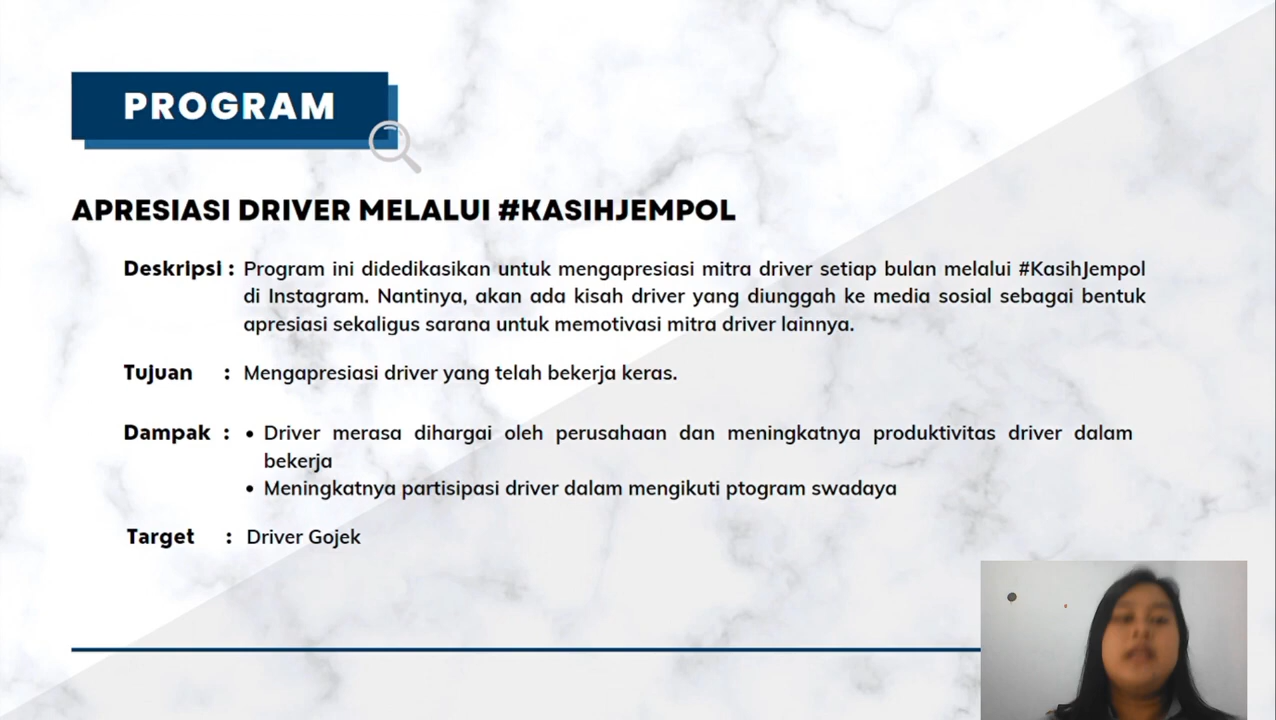 PROGRAM
APRESIASI DRIVER MELALUI #KASIHJEMPOL
Deskripsi : Program ini didedikasikan untuk mengapresiasi mitra driver setiap bulan melalui #KasihJempol
di Instagram. Nantinya, akan ada kisah driver yang diunggah ke media sosial sebagai bentuk
apresiasi sekaligus sarana untuk memotivasi mitra driver lainnya.
Tujuan : Mengapresiasi driver yang telah bekerja keras.
Dampak : • Driver merasa dihargai oleh perusahaan dan meningkatnya produktivitas driver dalam
bekerja
• Meningkatnya partisipasi driver dalam mengikuti ptogram swadaya
Target : Driver Gojek